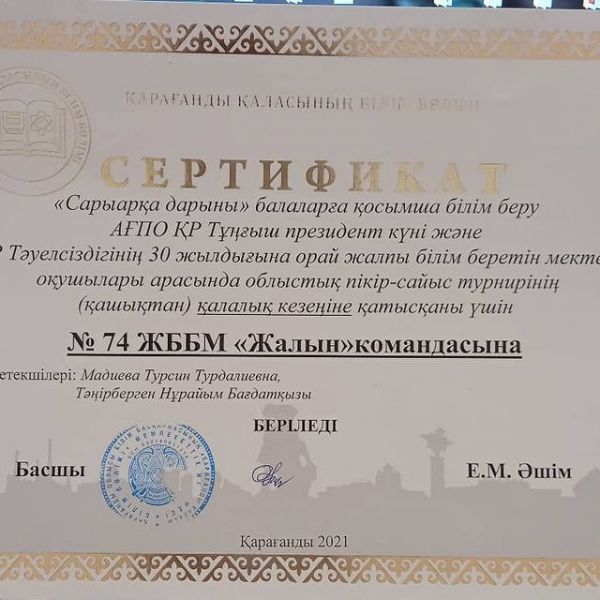 ҚАРАҒАНДЫ ҚАЛАСЫНЫҢ БІЛІМ БӨЛІМІ
СЕРТИФИКАТ
«Сарыарқа дарыны» балаларға қосымша білім беру
АҒПО ҚР Тұңғыш президент күні және
Р Тәуелсіздігінің 30 жылдығына орай жалпы білім беретін мекте
оқушылары арасында облыстық пікір-сайыс турнирінің
(қашықтан) қалалық кезеңіне қатысқаны үшін
№ 74 ЖББМ «Жалын»командасына
етекшілері: Мадиева Турсин Турдалиевна,
Тәңірберген Нұрайым Бағдатқызы
БЕРІЛЕДІ
Басшы
Е.М. Әшім
Қарағанды 2021